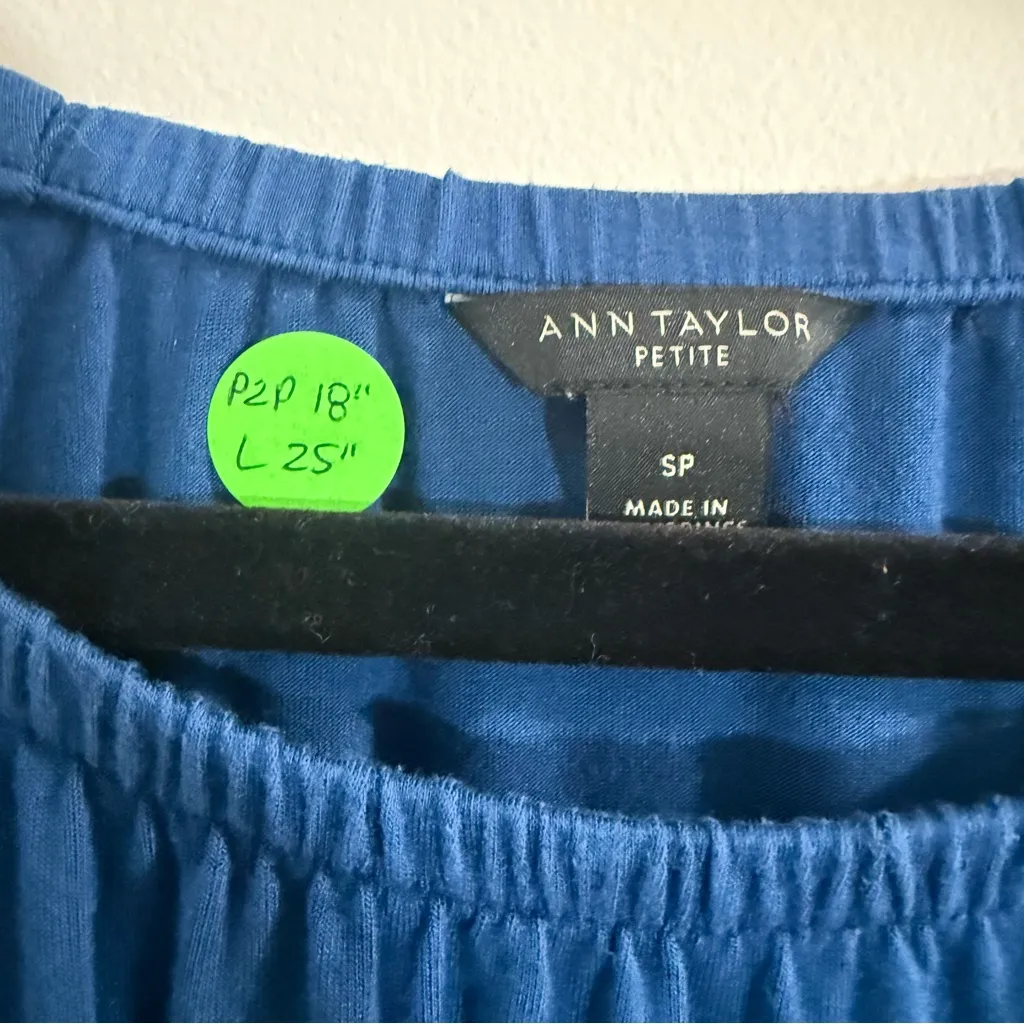 P2P 18"
L 25"
ANN TAYLOR
PETITE
SP
MADE IN